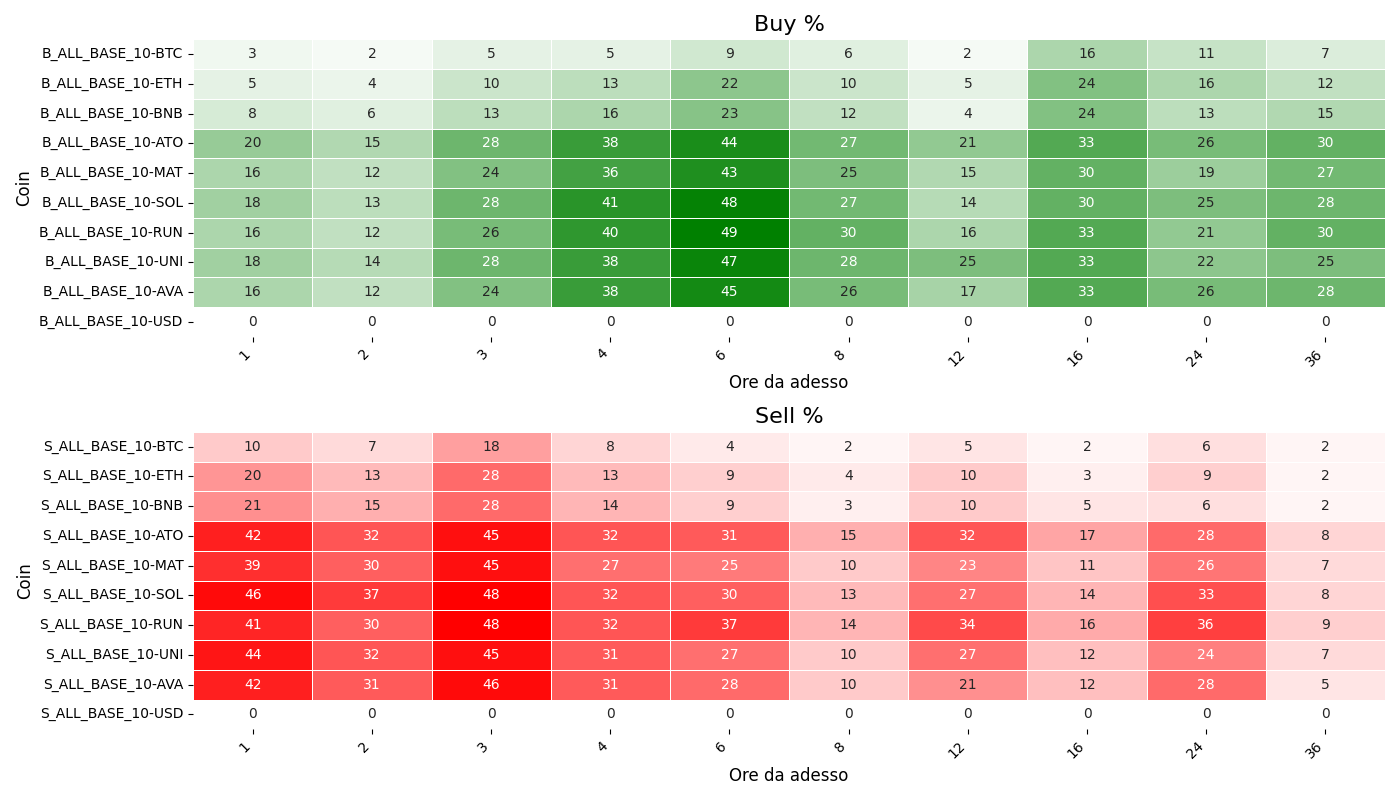 Buy %
Coin
B_ALL_BASE_10-BTC 3 2 5 5 9 6 2 16 11 7
B_ALL_BASE_10-ETH 5 4 10 13 22 10 5 24 16 12
B_ALL_BASE_10-BNB 8 6 13 16 23 12 4 24 13 15
B_ALL_BASE_10-ATO 20 15 28 38 44 27 21 33 26 30
B_ALL_BASE_10-MAT 16 12 24 36 43 25 15 30 19 27
B_ALL_BASE_10-SOL 18 13 28 41 48 27 14 30 25 28
B_ALL_BASE_10-RUN 16 12 26 40 49 30 16 33 21 30
B_ALL_BASE_10-UNI 18 14 28 38 47 28 25 33 22 25
B_ALL_BASE_10-AVA 16 12 24 38 45 26 17 33 26 28
B_ALL_BASE_10-USD 0 0 0 0 0 0 0 0 0 0
1 2 3 4 6 8 12 16 24 36
Ore da adesso
Sell %
Coin
S_ALL_BASE_10-BTC 10 7 18 8 4 2 5 2 6 2
S_ALL_BASE_10-ETH 20 13 28 13 9 4 10 3 9 2
S_ALL_BASE_10-BNB 21 15 28 14 9 3 10 5 6 2
S_ALL_BASE_10-ATO 42 32 45 32 31 15 32 17 28 8
S_ALL_BASE_10-MAT 39 30 45 27 25 10 23 11 26 7
S_ALL_BASE_10-SOL 46 37 48 32 30 13 27 14 33 8
S_ALL_BASE_10-RUN 41 30 48 32 37 14 34 16 36 9
S_ALL_BASE_10-UNI 44 32 45 31 27 10 27 12 24 7
S_ALL_BASE_10-AVA 42 31 46 31 28 10 21 12 28 5
S_ALL_BASE_10-USD 0 0 0 0 0 0 0 0 0 0
1 2 3 4 6 8 12 16 24 36
Ore da adesso